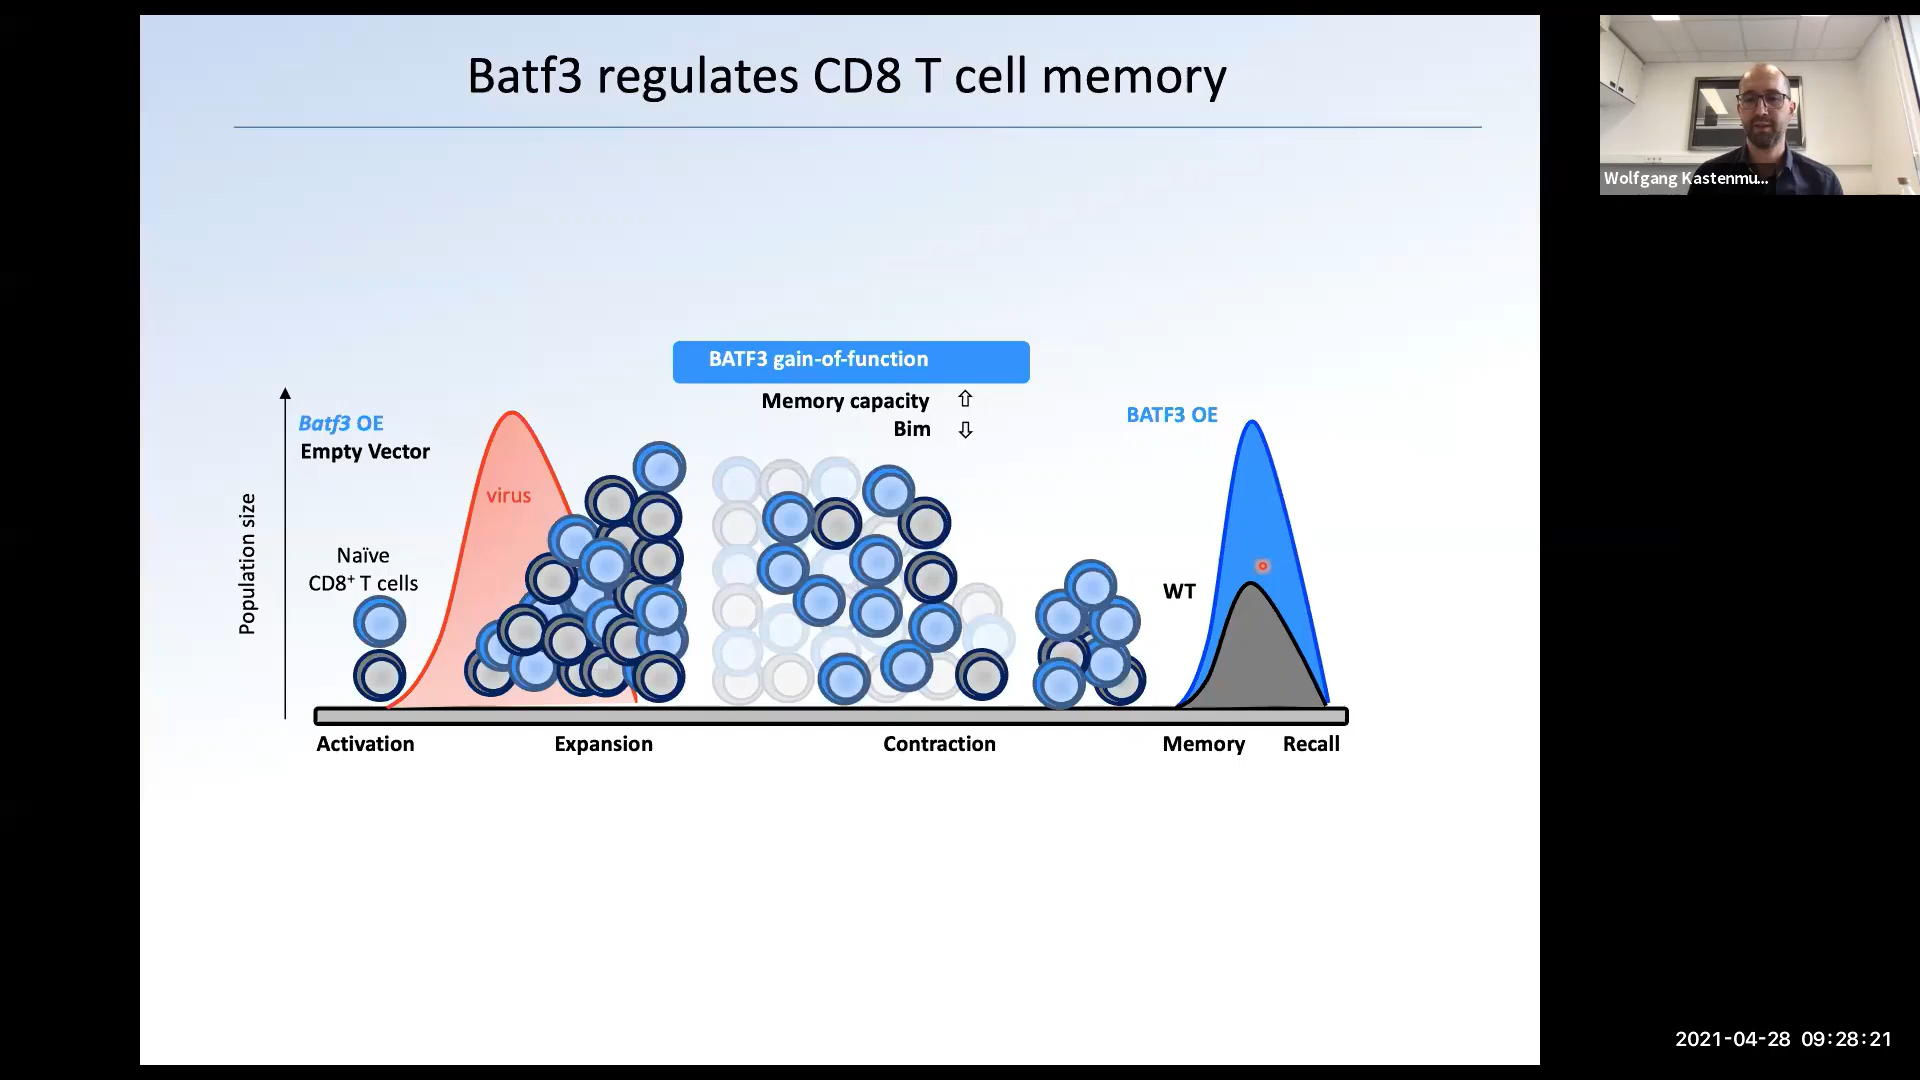 Batf3 regulates CD8 T cell memory
Wolfgang Kastenmu...
BATF3 gain-of-function
Memory capacity ⇧
Bim ⇩
Batf3 OE
Empty Vector
BATF3 OE
virus
Population size
Naïve
CD8⁺ T cells
WT
Activation
Expansion
Contraction
Memory
Recall
2021-04-28 09:28:21